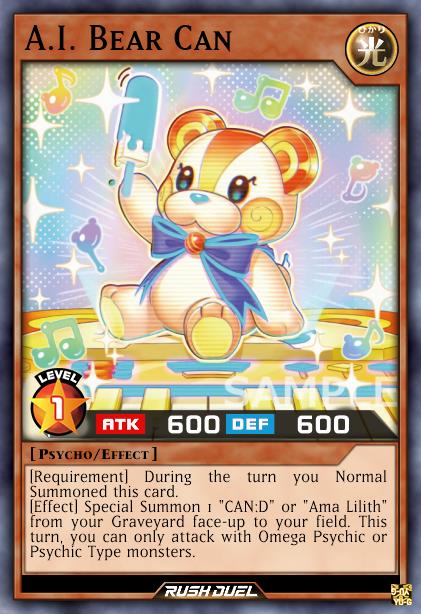 A.I. Bear Can
ひかり
光
SAMPLE
LEVEL
1
ATK 600 DEF 600
[Psycho/Effect]
[Requirement] During the turn you Normal
Summoned this card.
[Effect] Special Summon 1 "CAN:D" or "Ama Lilith"
from your Graveyard face-up to your field. This
turn, you can only attack with Omega Psychic or
Psychic Type monsters.
RUSH DUEL